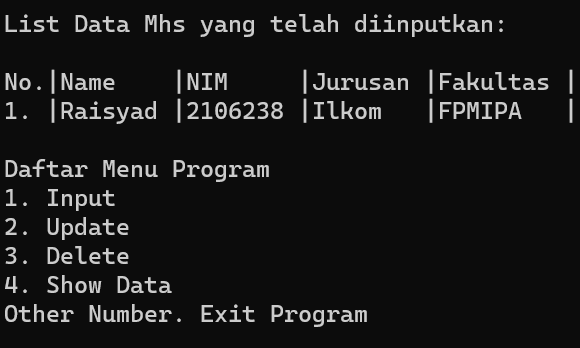 List Data Mhs yang telah diinputkan:
No.|Name    |NIM     |Jurusan |Fakultas |
1. |Raisyad |2106238 |Ilkom   |FPMIPA   |
Daftar Menu Program
1. Input
2. Update
3. Delete
4. Show Data
Other Number. Exit Program